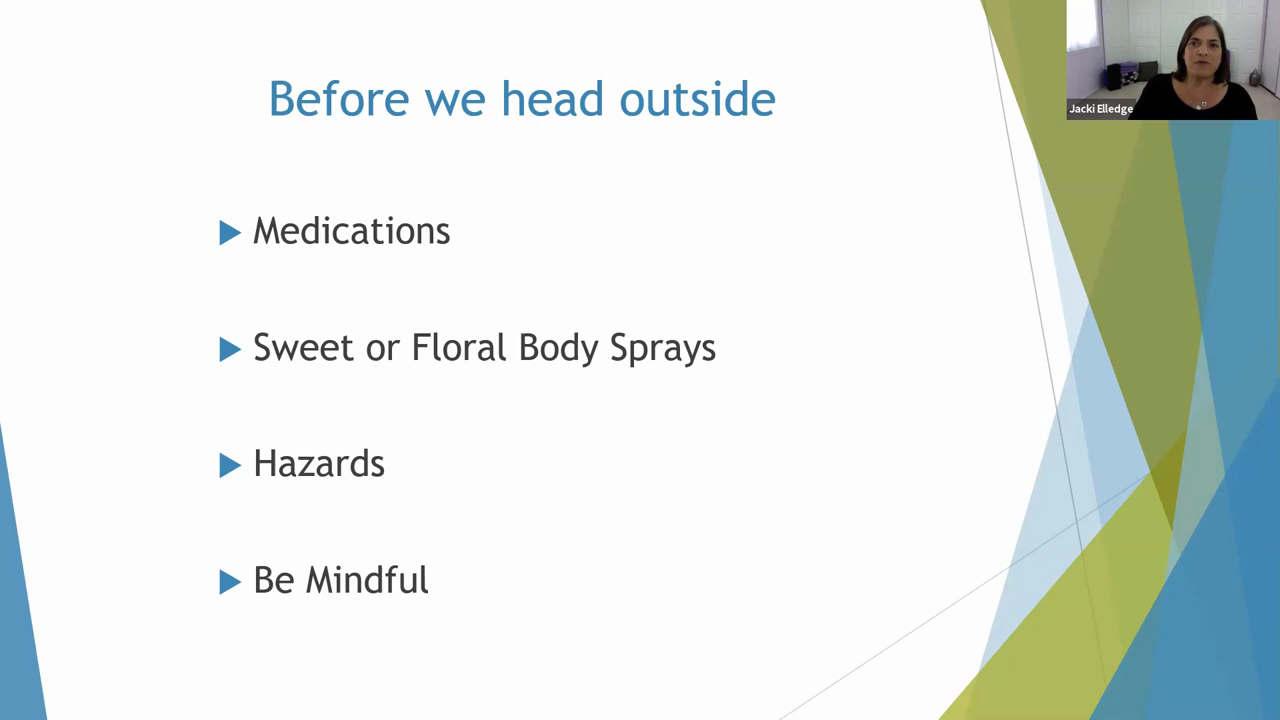 Before we head outside
Jacki Elledge
Medications
Sweet or Floral Body Sprays
Hazards
Be Mindful